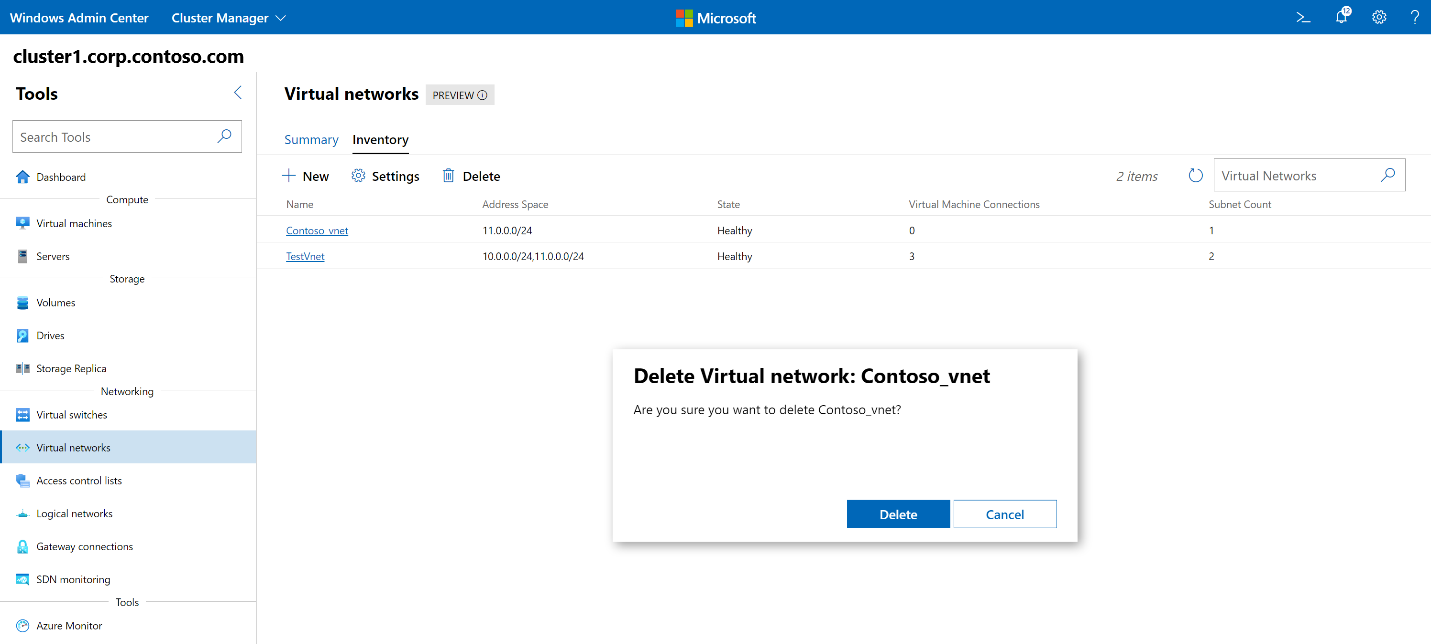 Windows Admin Center Cluster Manager Microsoft 12 ?
cluster1.corp.contoso.com
Tools
Search Tools
Dashboard
Compute
Virtual machines
Servers
Storage
Volumes
Drives
Storage Replica
Networking
Virtual switches
Virtual networks
Access control lists
Logical networks
Gateway connections
SDN monitoring
Tools
Azure Monitor
Virtual networks PREVIEW
Summary Inventory
New Settings Delete 2 items Virtual Networks
Name Address Space State Virtual Machine Connections Subnet Count
Contoso_vnet 11.0.0.0/24 Healthy 0 1
TestVnet 10.0.0.0/24,11.0.0.0/24 Healthy 3 2
Delete Virtual network: Contoso_vnet
Are you sure you want to delete Contoso_vnet?
Delete Cancel